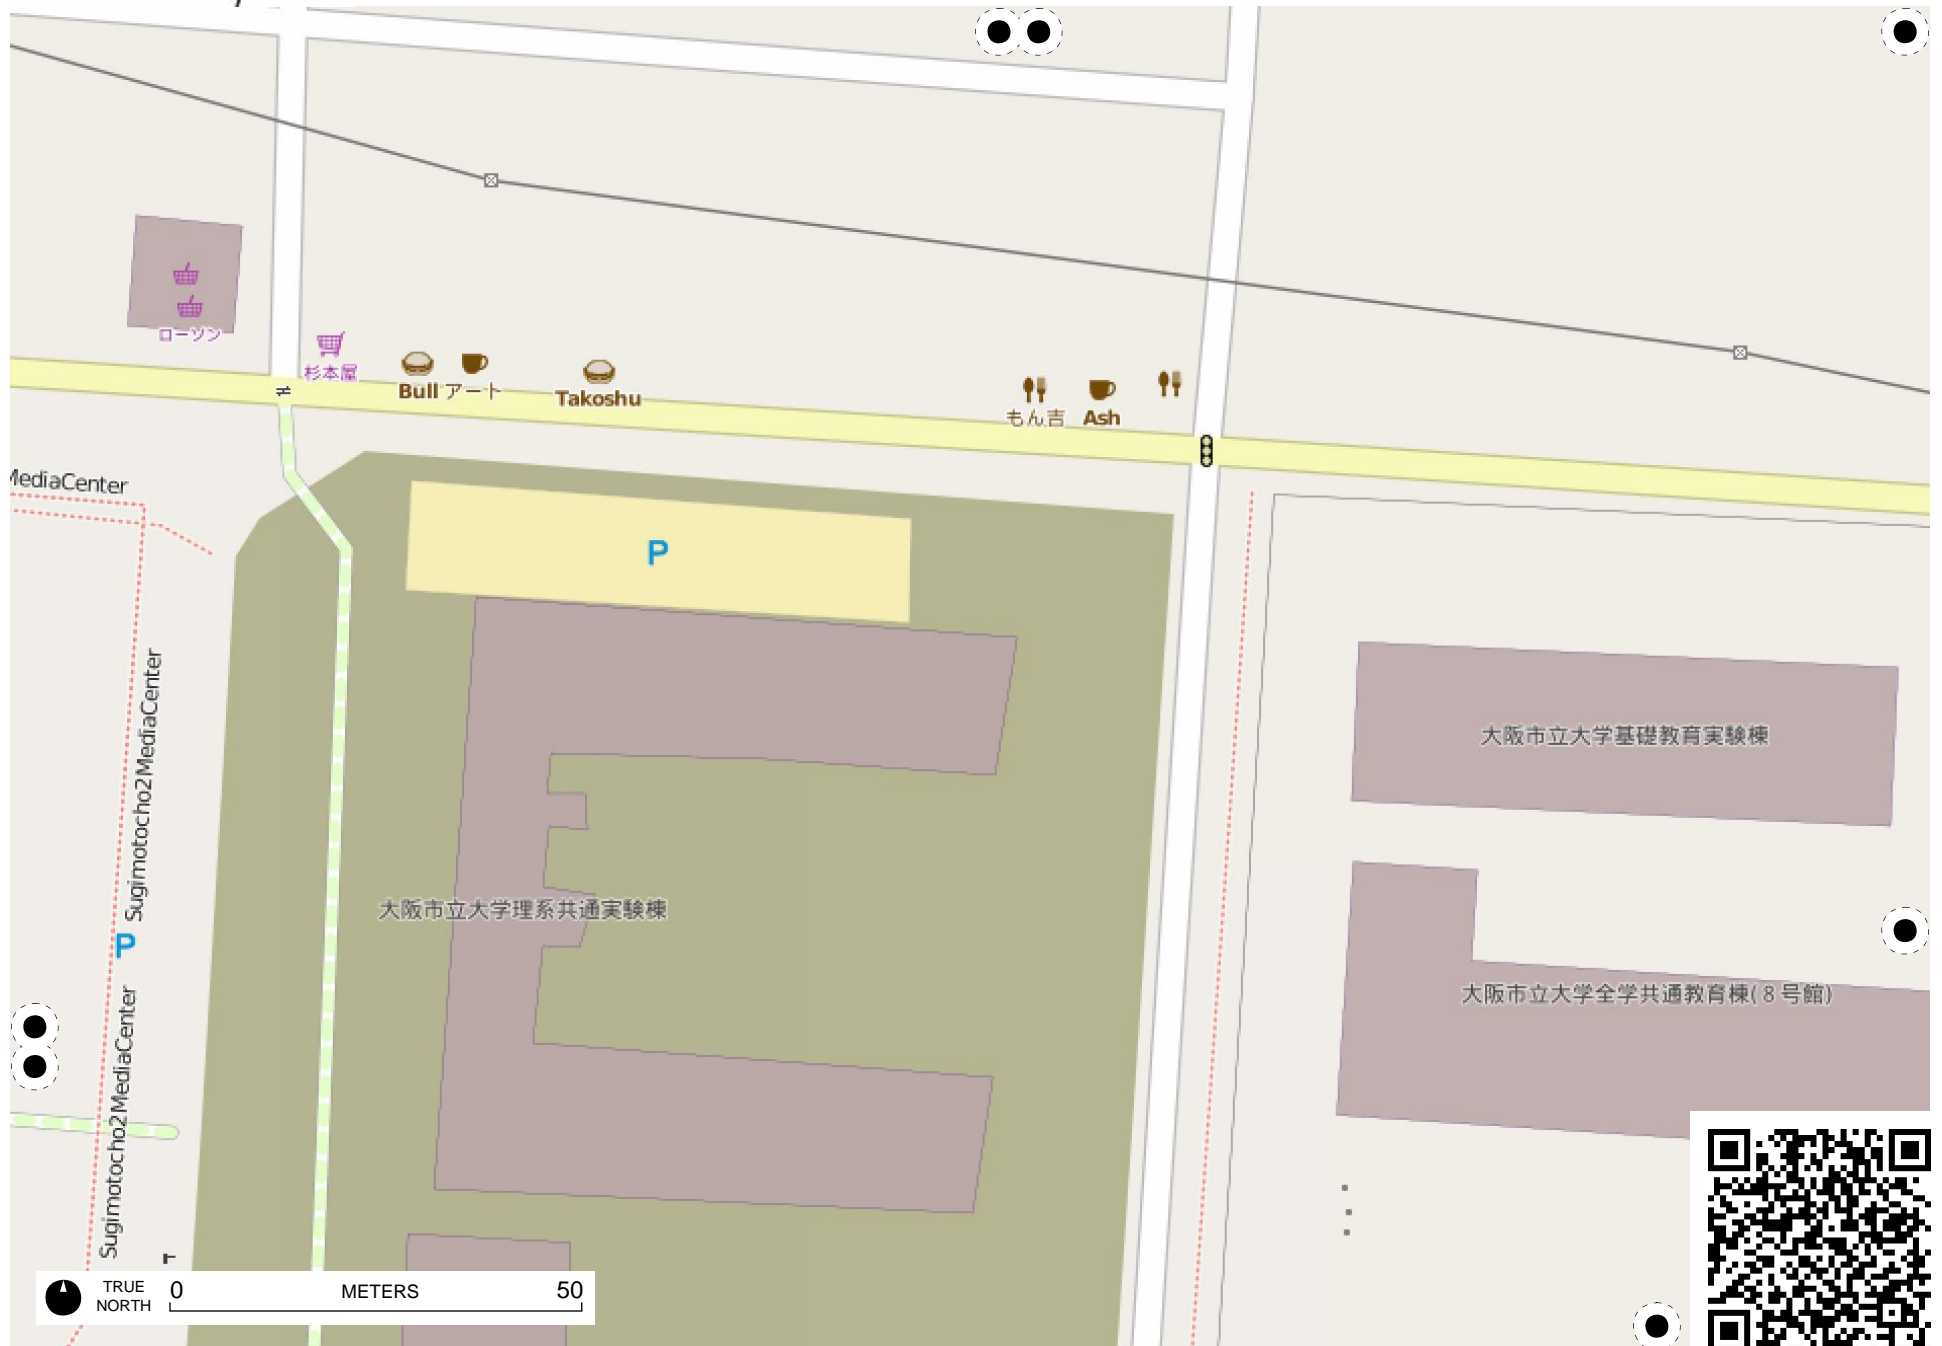 ローソン
杉本屋
Bull
アート
Takoshu
もん吉
Ash
MediaCenter
P
Sugimotocho2MediaCenter
大阪市立大学基礎教育実験棟
大阪市立大学理系共通実験棟
P
大阪市立大学全学共通教育棟(８号館)
Sugimotocho2MediaCenter
TRUE NORTH
0 METERS 50